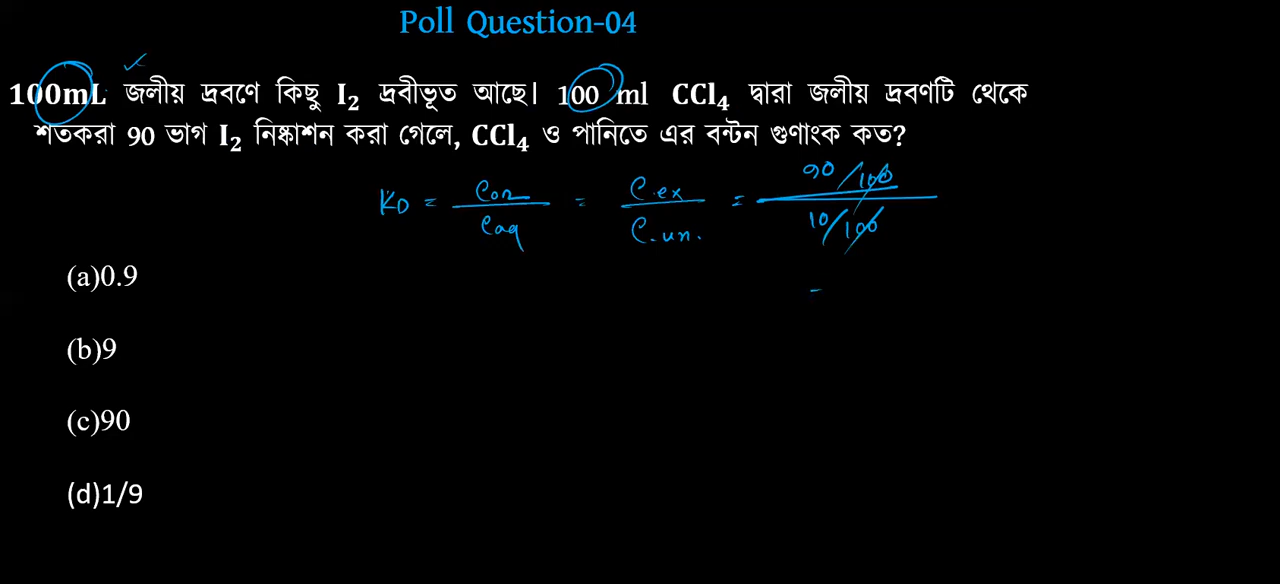 Poll Question-04
100mL জলীয় দ্রবণে কিছু I₂ দ্রবীভূত আছে। 100 ml CCl₄ দ্বারা জলীয় দ্রবণটি থেকে
শতকরা 90 ভাগ I₂ নিষ্কাশন করা গেলে, CCl₄ ও পানিতে এর বন্টন গুণাংক কত?
KD = Cor / Caq = C.ex / C.un. = 90/100 / 10/100
=
(a)0.9
(b)9
(c)90
(d)1/9